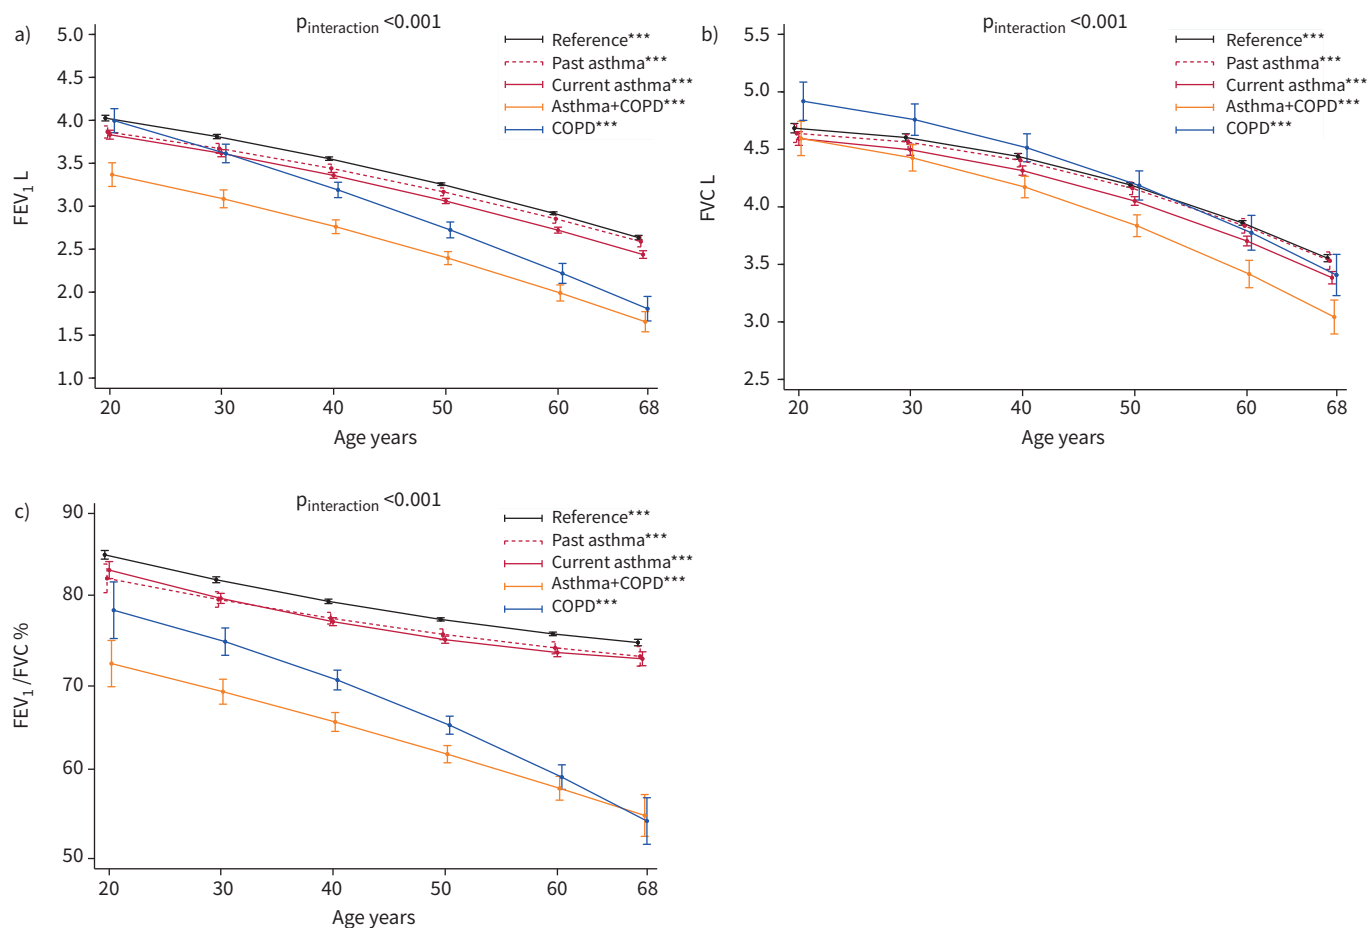 a)
p_interaction <0.001
Reference***
Past asthma***
Current asthma***
Asthma+COPD***
COPD***
FEV1 L
5.0
4.5
4.0
3.5
3.0
2.5
2.0
1.5
1.0
20 30 40 50 60 68
Age years
b)
p_interaction <0.001
Reference***
Past asthma***
Current asthma***
Asthma+COPD***
COPD***
FVC L
5.5
5.0
4.5
4.0
3.5
3.0
2.5
20 30 40 50 60 68
Age years
c)
p_interaction <0.001
Reference***
Past asthma***
Current asthma***
Asthma+COPD***
COPD***
FEV1 /FVC %
90
80
70
60
50
20 30 40 50 60 68
Age years